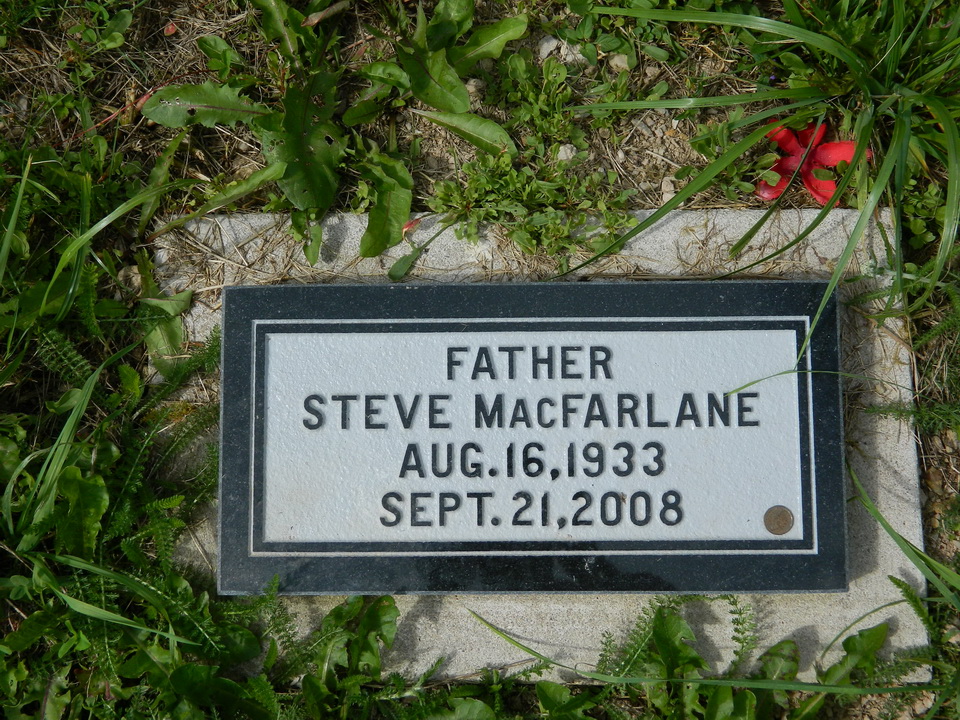 FATHER
STEVE MacFARLANE
AUG. 16, 1933
SEPT. 21, 2008